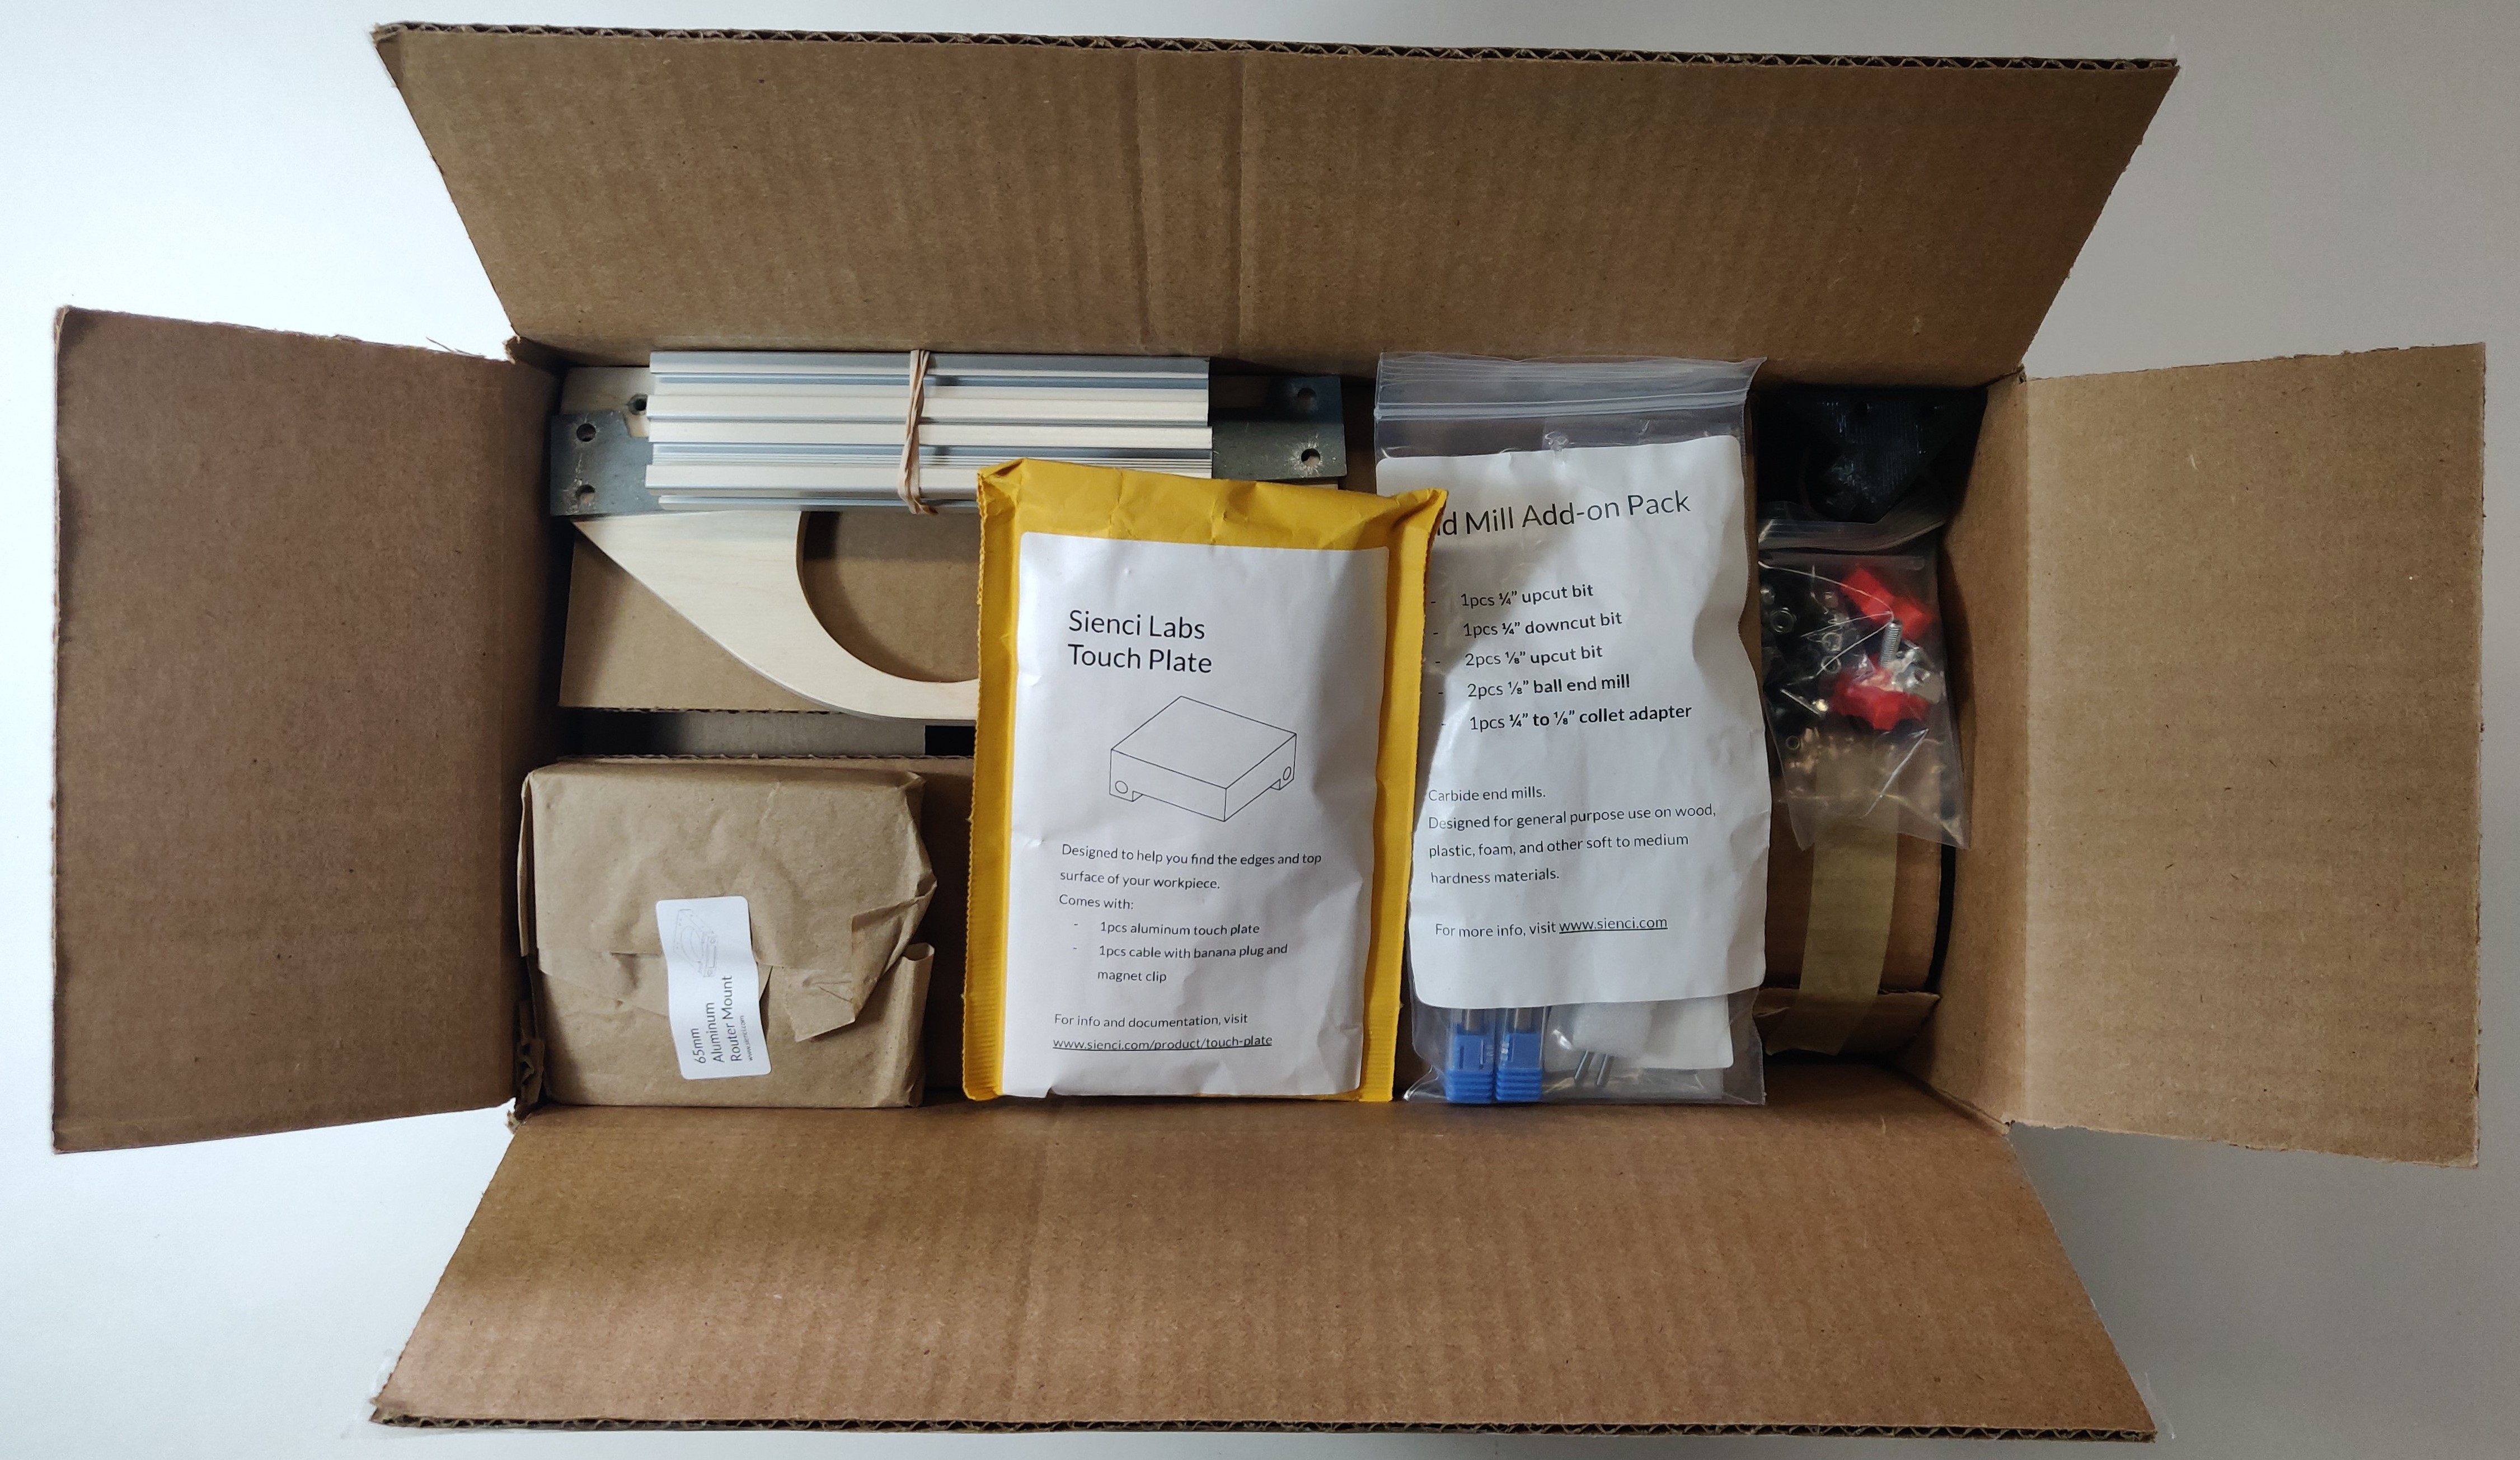 Sienci Labs
Touch Plate
Designed to help you find the edges and top
surface of your workpiece.
Comes with:
- 1pcs aluminum touch plate
- 1pcs cable with banana plug and
magnet clip
For info and documentation, visit
www.sienci.com/product/touch-plate
d Mill Add-on Pack
- 1pcs ¼" upcut bit
- 1pcs ¼" downcut bit
- 2pcs ⅛" upcut bit
- 2pcs ⅛" ball end mill
- 1pcs ¼" to ⅛" collet adapter
Carbide end mills.
Designed for general purpose use on wood,
plastic, foam, and other soft to medium
hardness materials.
For more info, visit www.sienci.com
65mm
Aluminum
Router Mount